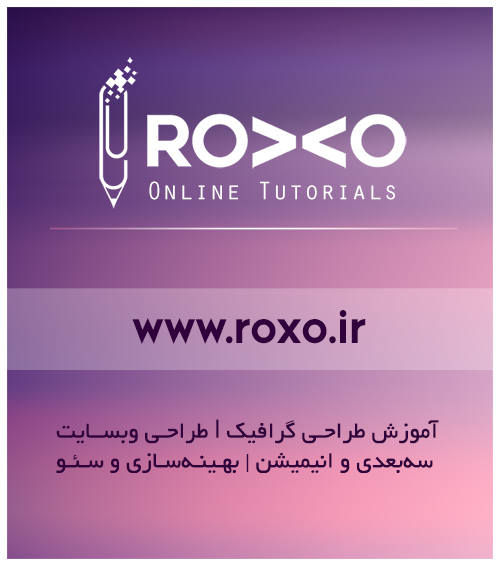 ROXO
ONLINE TUTORIALS
www.roxo.ir
آموزش طراحی گرافیک | طراحی وبسایت
سه‌بعدی و انیمیشن | بهینه‌سازی و سئو